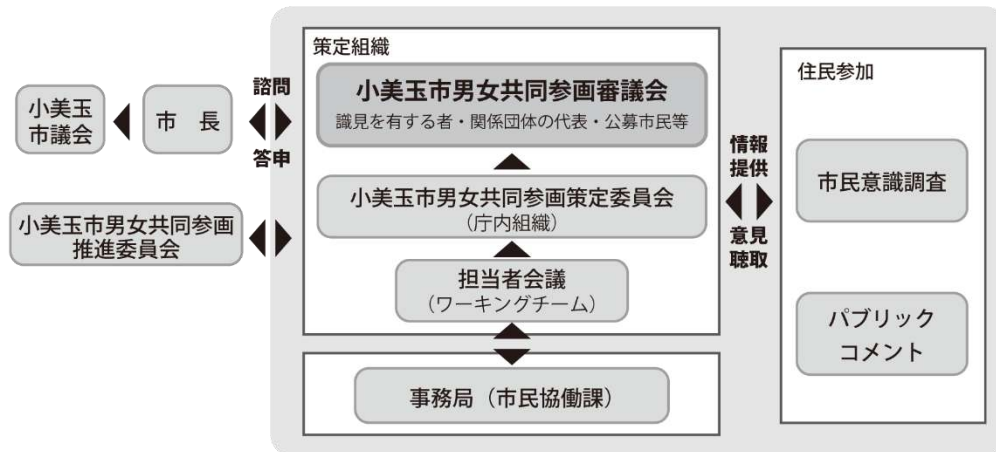 策定組織
小美玉市男女共同参画審議会
識見を有する者・関係団体の代表・公募市民等
小美玉
市議会
市　長
諮問
答申
小美玉市男女共同参画策定委員会
（庁内組織）
小美玉市男女共同参画
推進委員会
担当者会議
（ワーキングチーム）
事務局（市民協働課）
情報
提供
意見
聴取
住民参加
市民意識調査
パブリック
コメント